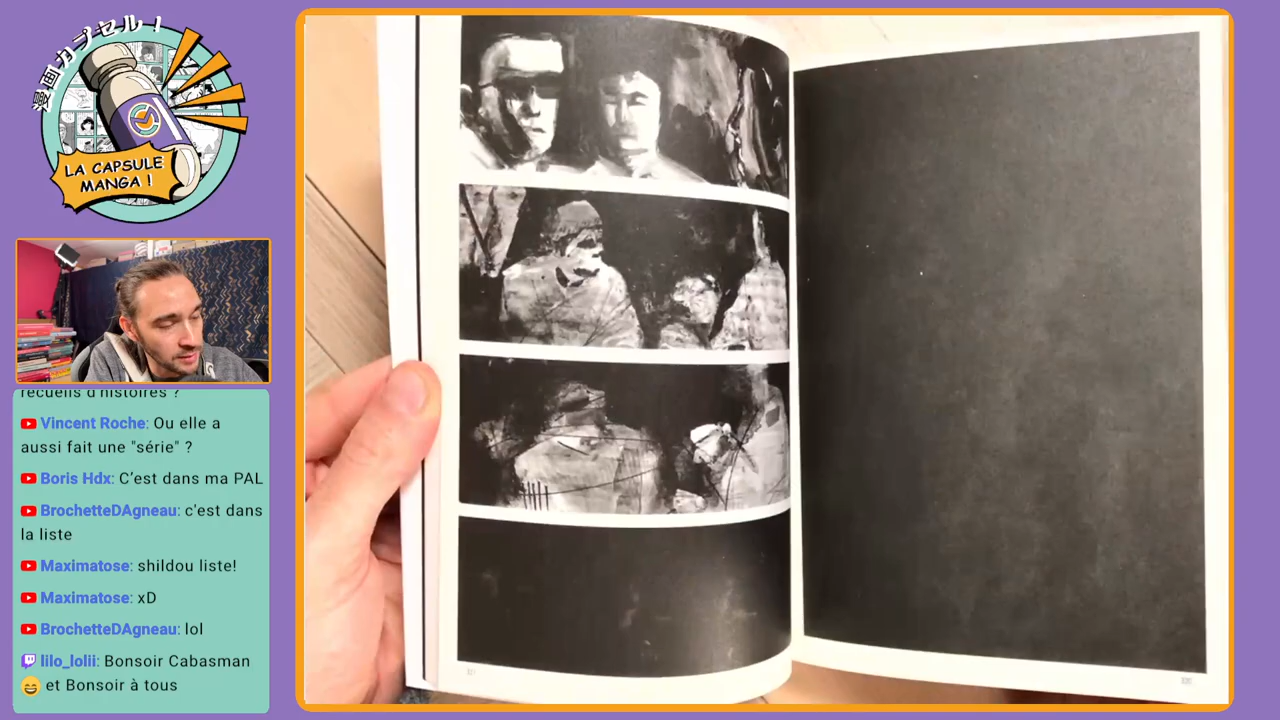 漫画カプセル!
LA CAPSULE
MANGA !
recueils d'histoires ?
Vincent Roche: Ou elle a
aussi fait une "série" ?
Boris Hdx: C'est dans ma PAL
BrochetteDAgneau: c'est dans
la liste
Maximatose: shildou liste!
Maximatose: xD
BrochetteDAgneau: lol
lilo_lolii: Bonsoir Cabasman
😄 et Bonsoir à tous